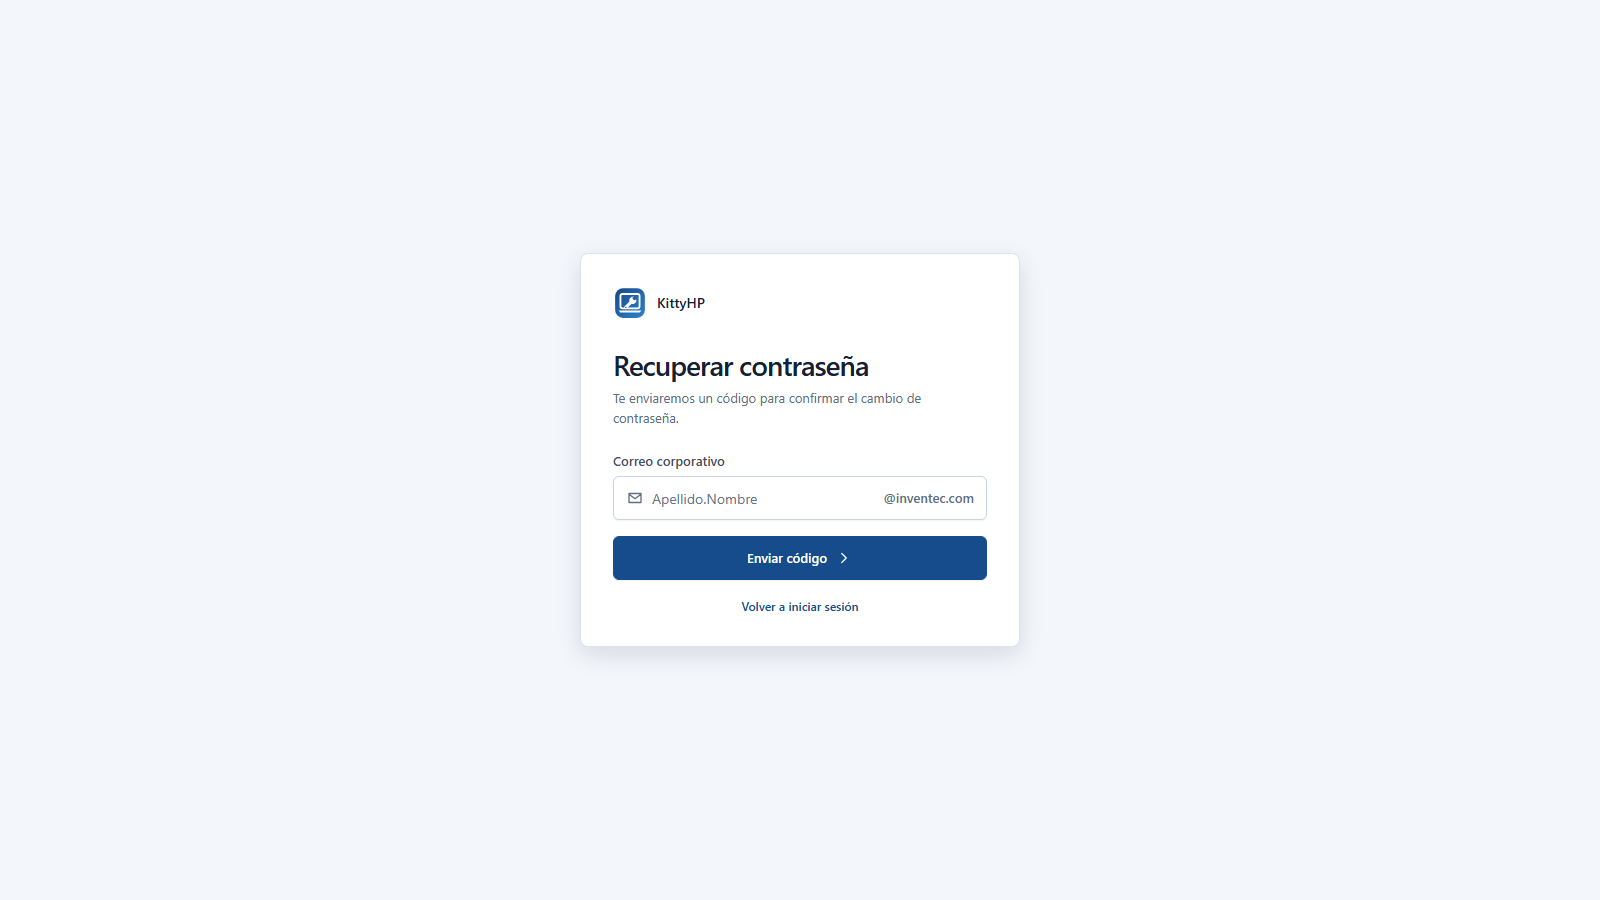 KittyHP
Recuperar contraseña
Te enviaremos un código para confirmar el cambio de
contraseña.
Correo corporativo
Apellido.Nombre @inventec.com
Enviar código
Volver a iniciar sesión